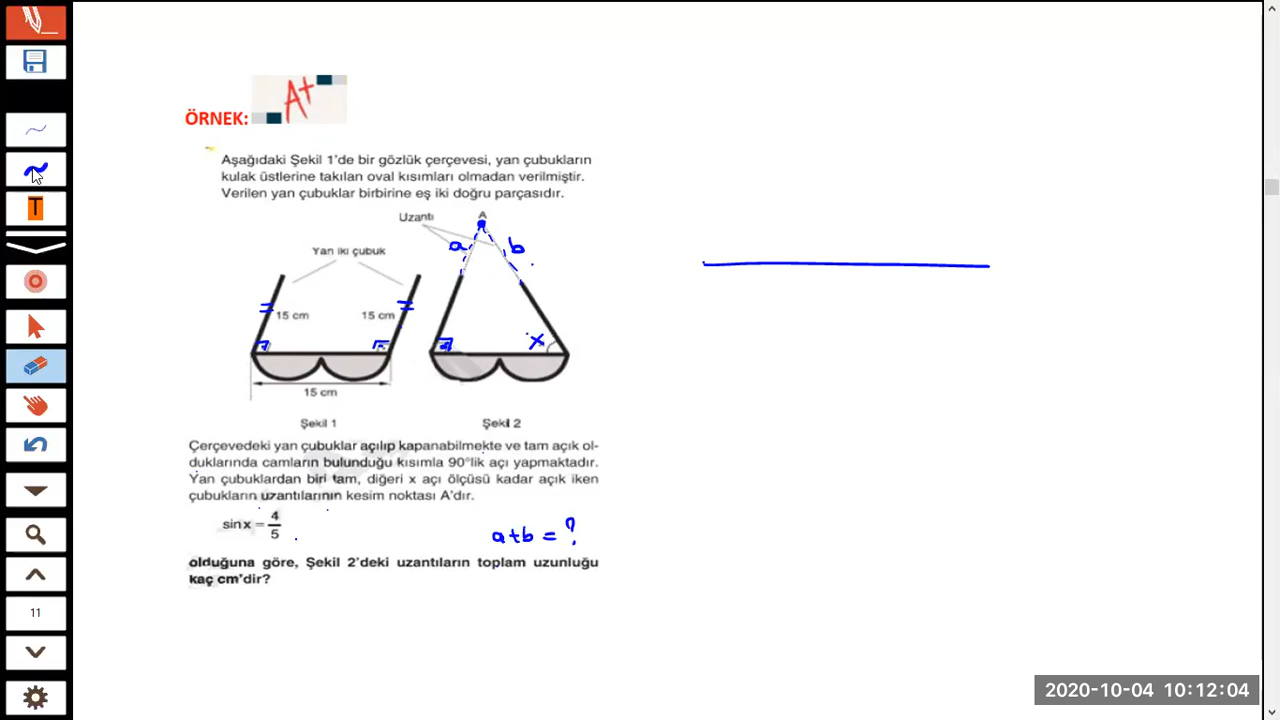 A+
ÖRNEK:
Aşağıdaki Şekil 1'de bir gözlük çerçevesi, yan çubukların
kulak üstlerine takılan oval kısımları olmadan verilmiştir.
Verilen yan çubuklar birbirine eş iki doğru parçasıdır.
Uzantı
A
a
b
Yan iki çubuk
15 cm
15 cm
x
15 cm
Şekil 1
Şekil 2
Çerçevedeki yan çubuklar açılıp kapanabilmekte ve tam açık ol-
duklarında camların bulunduğu kısımla 90°lik açı yapmaktadır.
Yan çubuklardan biri tam, diğeri x açı ölçüsü kadar açık iken
çubukların uzantılarının kesim noktası A'dır.
sin x = 4/5
a+b = ?
olduğuna göre, Şekil 2'deki uzantıların toplam uzunluğu
kaç cm'dir?
T
11
2020-10-04 10:12:04